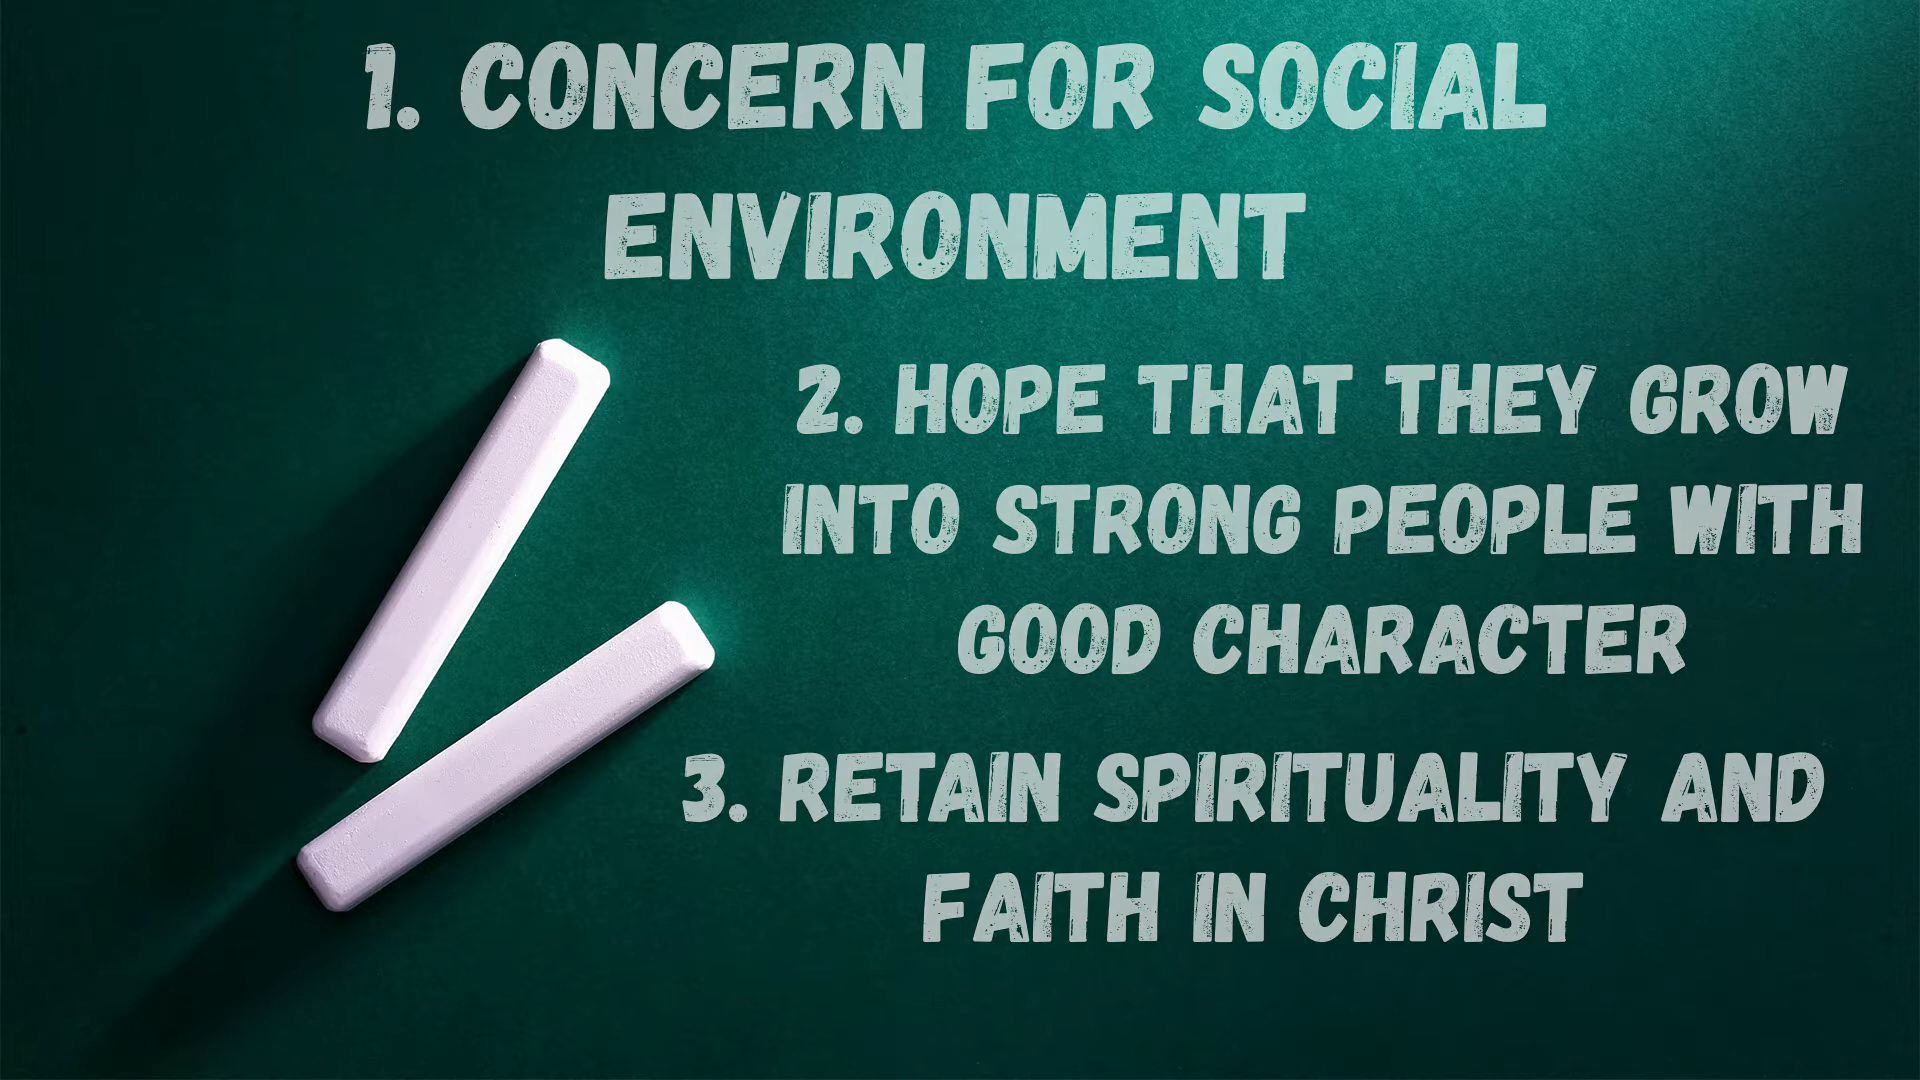 1. CONCERN FOR SOCIAL
ENVIRONMENT
2. HOPE THAT THEY GROW
INTO STRONG PEOPLE WITH
GOOD CHARACTER
3. RETAIN SPIRITUALITY AND
FAITH IN CHRIST